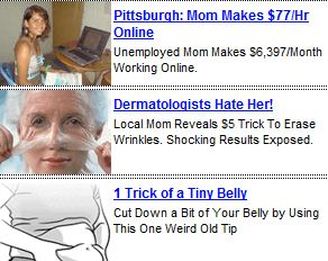 Pittsburgh: Mom Makes $77/Hr
Online
Unemployed Mom Makes $6,397/Month
Working Online.
Dermatologists Hate Her!
Local Mom Reveals $5 Trick To Erase
Wrinkles. Shocking Results Exposed.
1 Trick of a Tiny Belly
Cut Down a Bit of Your Belly by Using
This One Weird Old Tip